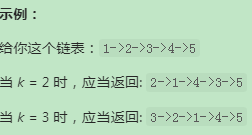 示例：
给你这个链表：1->2->3->4->5
当 k = 2 时，应当返回: 2->1->4->3->5
当 k = 3 时，应当返回: 3->2->1->4->5